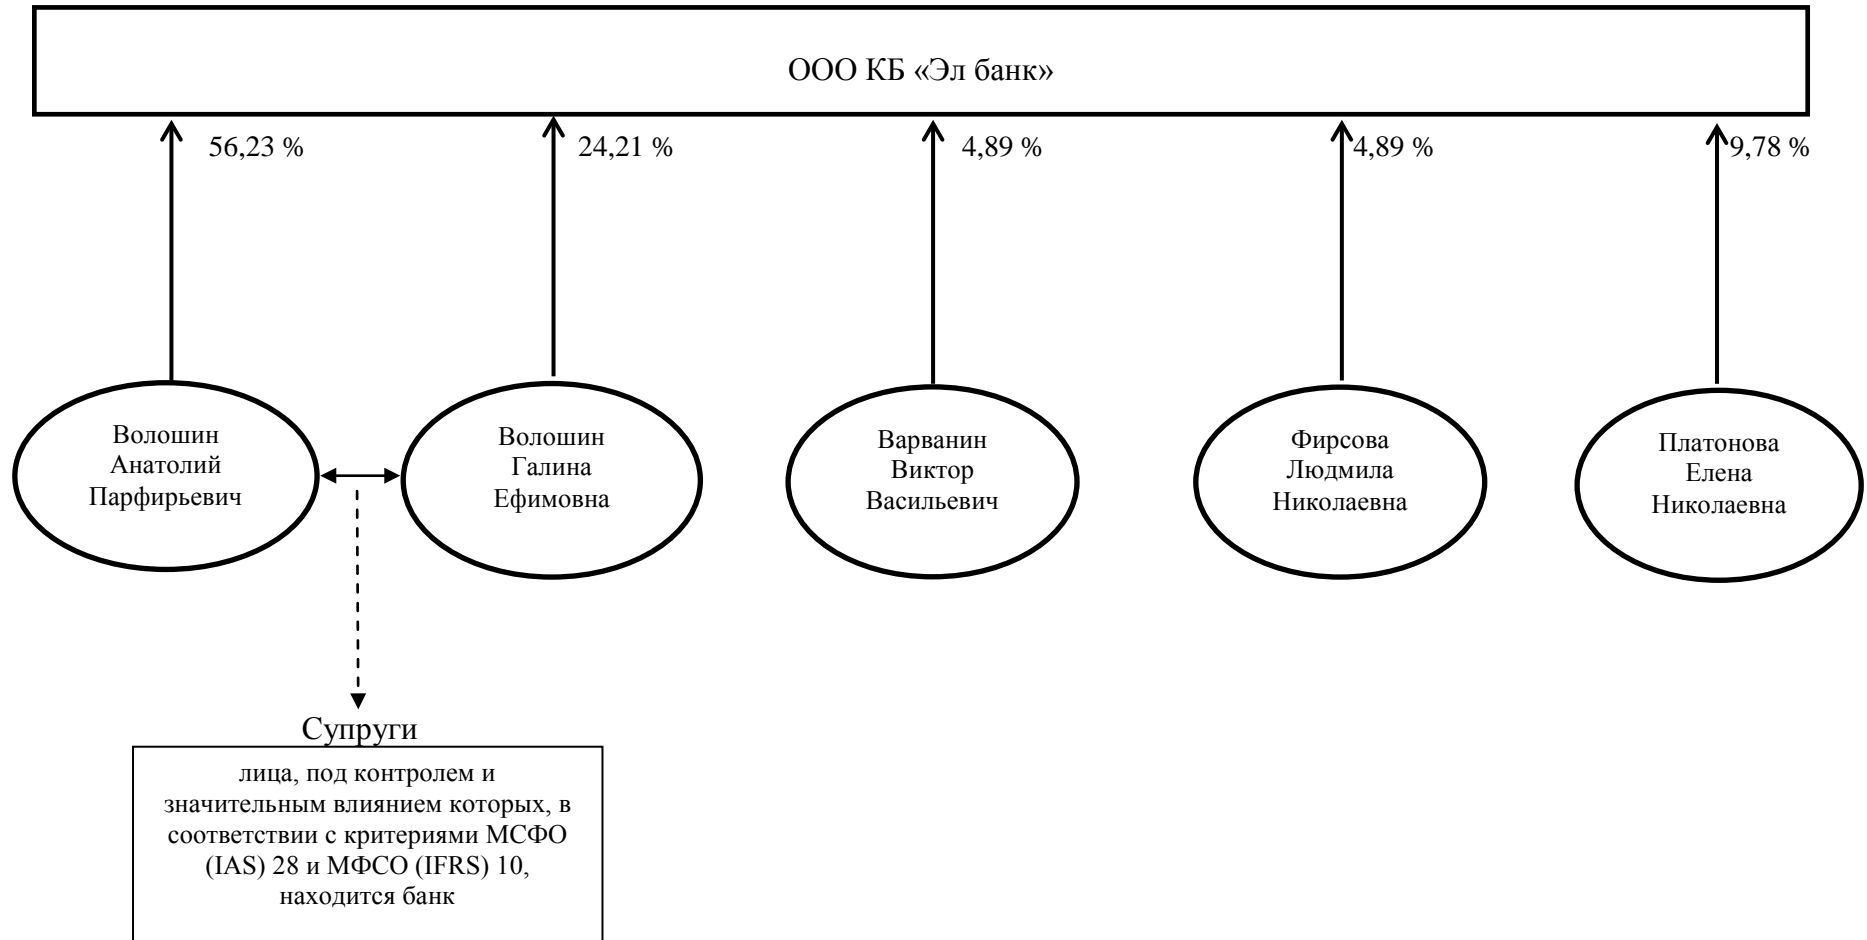 ООО КБ «Эл банк»
56,23 %
24,21 %
4,89 %
4,89 %
9,78 %
Волошин
Анатолий
Парфирьевич
Волошин
Галина
Ефимовна
Варванин
Виктор
Васильевич
Фирсова
Людмила
Николаевна
Платонова
Елена
Николаевна
Супруги
лица, под контролем и
значительным влиянием которых, в
соответствии с критериями МСФО
(IAS) 28 и МФСО (IFRS) 10,
находится банк